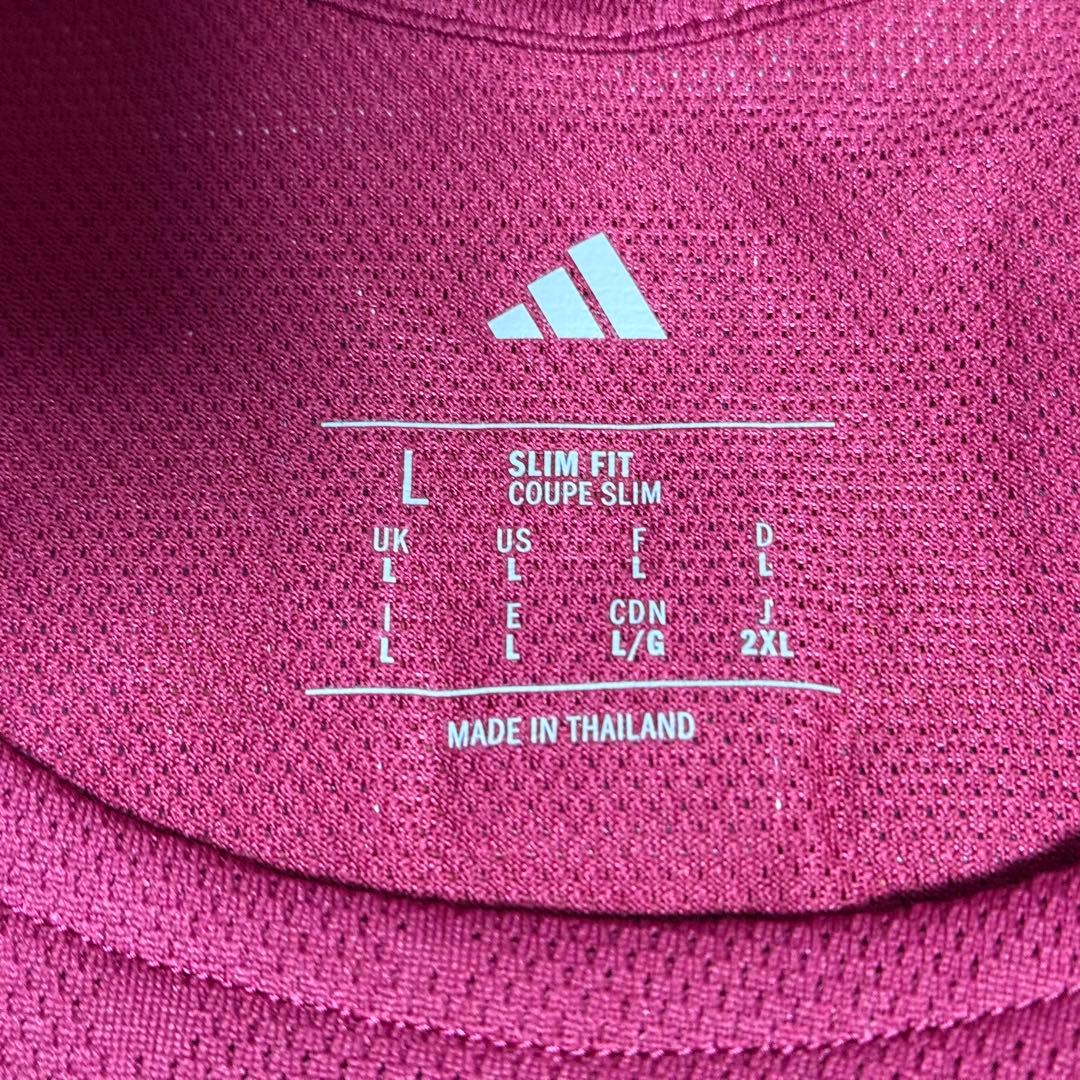 L SLIM FIT
COUPE SLIM
UK US F D
L L L L
I E CDN J
L L L/G 2XL
MADE IN THAILAND